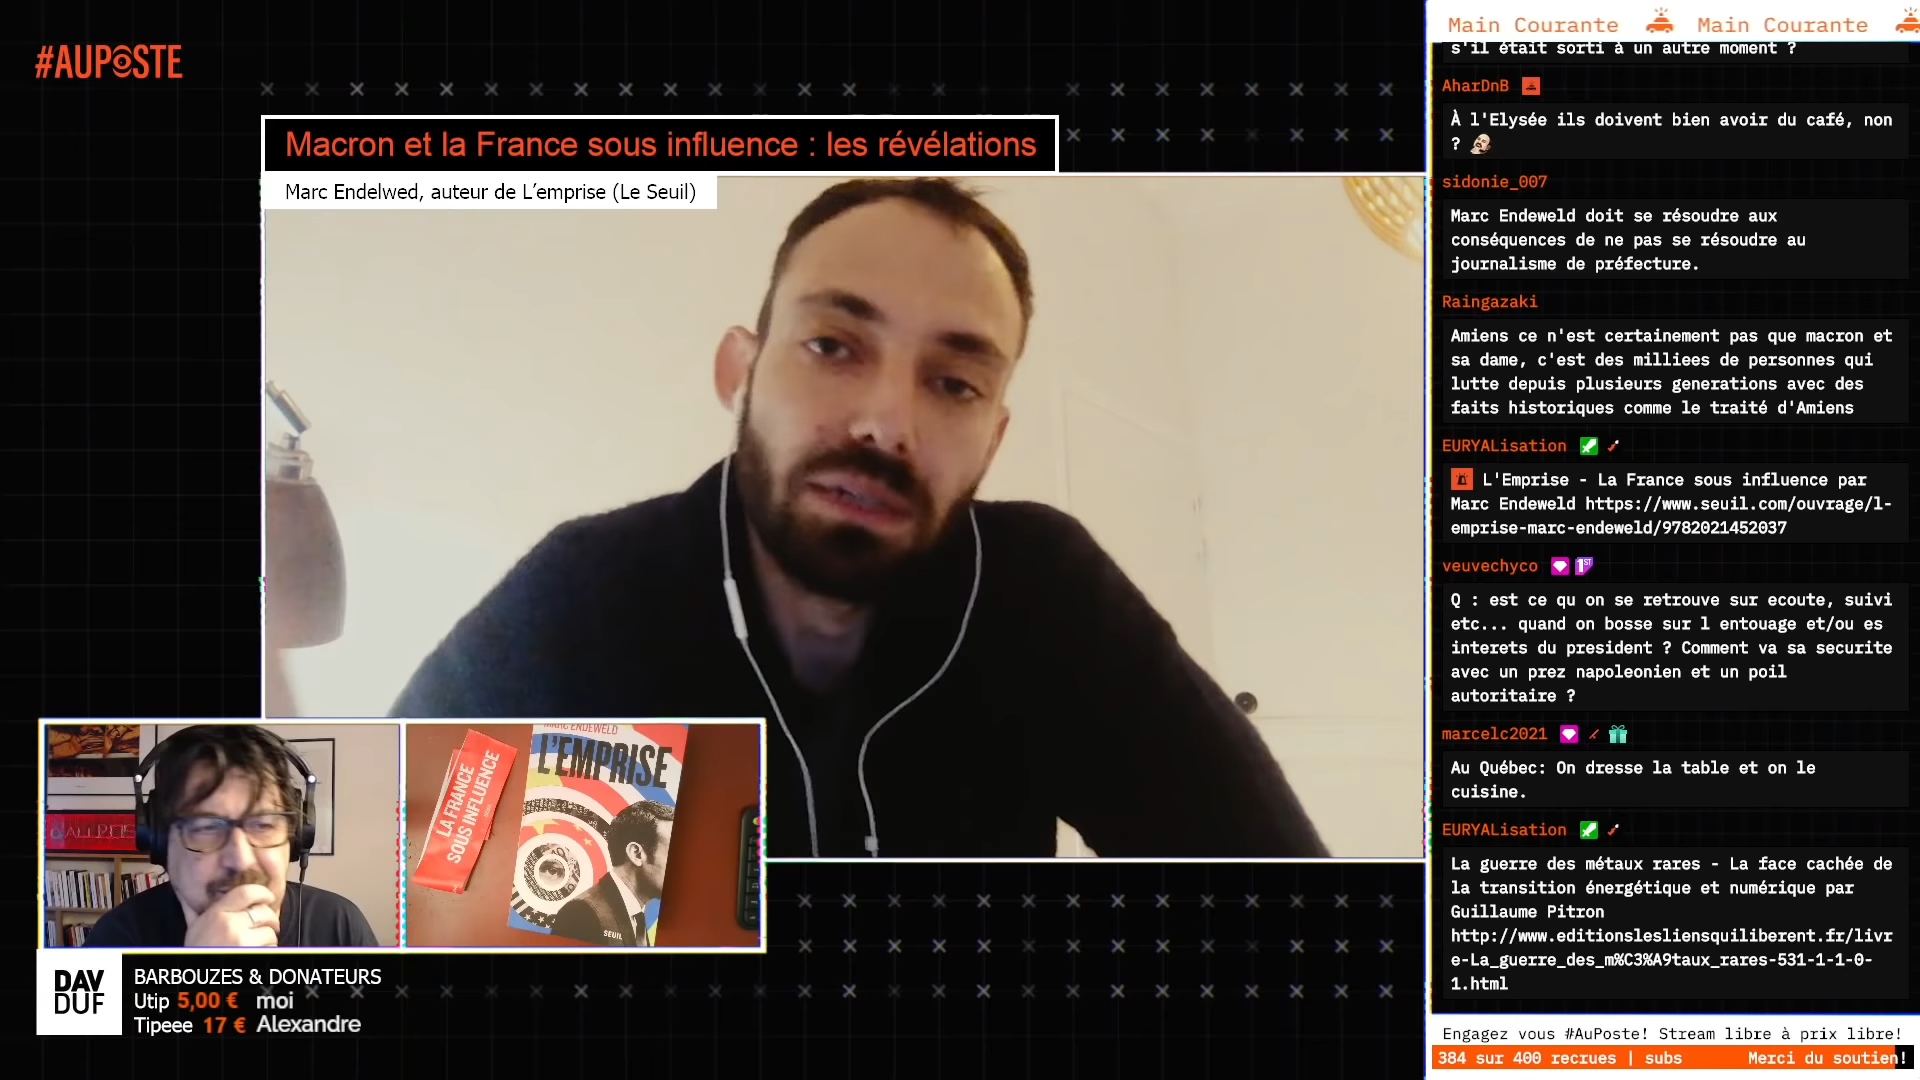 #AUPOSTE
Macron et la France sous influence : les révélations
Marc Endelwed, auteur de L'emprise (Le Seuil)
MARC ENDEWELD
L'EMPRISE
LA FRANCE
SOUS INFLUENCE
SEUIL
DAV
DUF
BARBOUZES & DONATEURS
Utip 5,00 € moi
Tipeee 17 € Alexandre
Main Courante Main Courante
s'il était sorti à un autre moment ?
AharDnB
À l'Elysée ils doivent bien avoir du café, non
?
sidonie_007
Marc Endeweld doit se résoudre aux
conséquences de ne pas se résoudre au
journalisme de préfecture.
Raingazaki
Amiens ce n'est certainement pas que macron et
sa dame, c'est des milliees de personnes qui
lutte depuis plusieurs generations avec des
faits historiques comme le traité d'Amiens
EURYALisation
L'Emprise - La France sous influence par
Marc Endeweld https://www.seuil.com/ouvrage/l-
emprise-marc-endeweld/9782021452037
veuvechyco
Q : est ce qu on se retrouve sur ecoute, suivi
etc... quand on bosse sur l entouage et/ou es
interets du president ? Comment va sa securite
avec un prez napoleonien et un poil
autoritaire ?
marcelc2021
Au Québec: On dresse la table et on le
cuisine.
EURYALisation
La guerre des métaux rares - La face cachée de
la transition énergétique et numérique par
Guillaume Pitron
http://www.editionslesliensquiliberent.fr/livr
e-La_guerre_des_m%C3%A9taux_rares-531-1-1-0-
1.html
Engagez vous #AuPoste! Stream libre à prix libre!
384 sur 400 recrues | subs Merci du soutien!